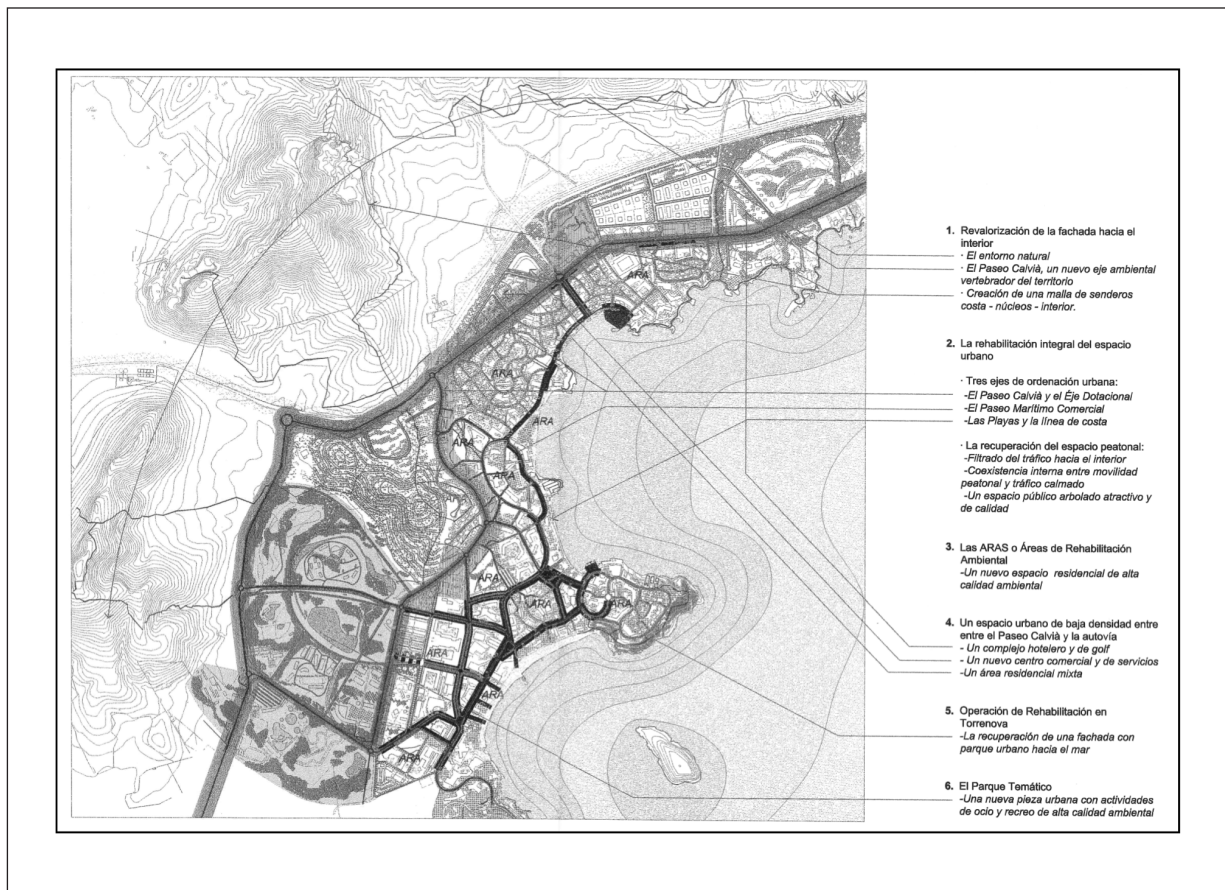 1. Revalorización de la fachada hacia el
interior
· El entorno natural
· El Paseo Calvià, un nuevo eje ambiental
vertebrador del territorio
· Creación de una malla de senderos
costa - núcleos - interior.
2. La rehabilitación integral del espacio
urbano
· Tres ejes de ordenación urbana:
-El Paseo Calvià y el Éje Dotacional
-El Paseo Marítimo Comercial
-Las Playas y la línea de costa
· La recuperación del espacio peatonal:
-Filtrado del tráfico hacia el interior
-Coexistencia interna entre movilidad
peatonal y tráfico calmado
-Un espacio público arbolado atractivo y
de calidad
3. Las ARAS o Áreas de Rehabilitación
Ambiental
-Un nuevo espacio residencial de alta
calidad ambiental
4. Un espacio urbano de baja densidad entre
entre el Paseo Calvià y la autovía
- Un complejo hotelero y de golf
- Un nuevo centro comercial y de servicios
-Un área residencial mixta
5. Operación de Rehabilitación en
Torrenova
-La recuperación de una fachada con
parque urbano hacia el mar
6. El Parque Temático
-Una nueva pieza urbana con actividades
de ocio y recreo de alta calidad ambiental
ARA
ARA
ARA
ARA
ARA
ARA
ARA
ARA
ARA
ARA
ARA